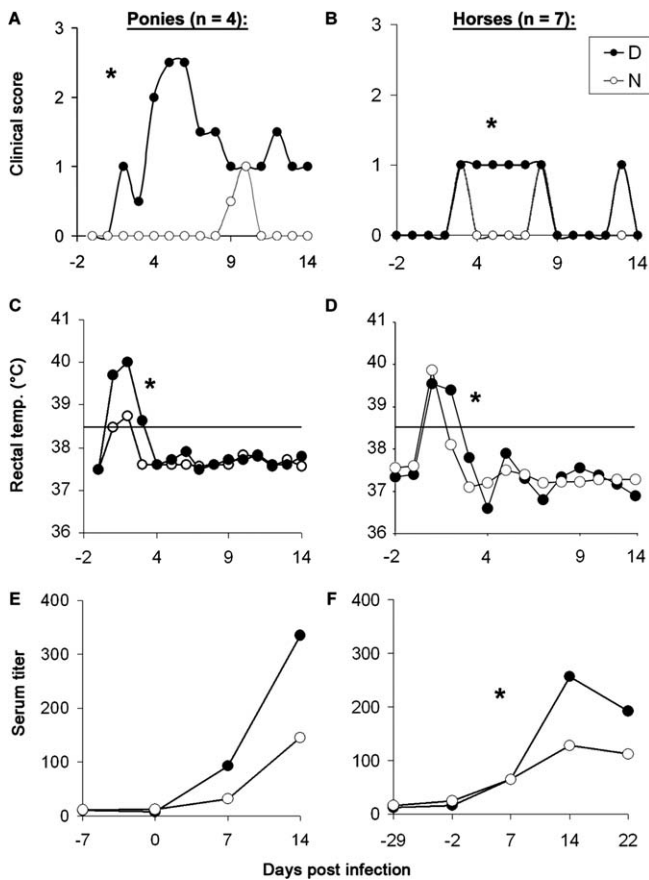 A Ponies (n = 4): B Horses (n = 7):
3 3
D
N
2 * 2 *
Clinical score
1 1
0 0
-2 4 9 14 -2 4 9 14
C D
41 41
40 40
39 * 39 *
Rectal temp. (°C)
38 38
37 37
36 36
-2 4 9 14 -2 4 9 14
E F
400 400
300 300
Serum titer
200 200 *
100 100
0 0
-7 0 7 14 -29 -2 7 14 22
Days post infection